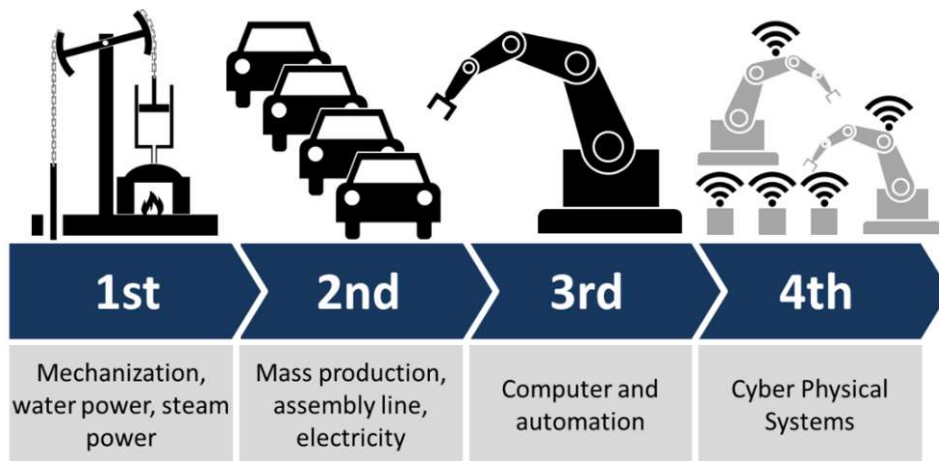 1st
2nd
3rd
4th
Mechanization,
water power, steam
power
Mass production,
assembly line,
electricity
Computer and
automation
Cyber Physical
Systems